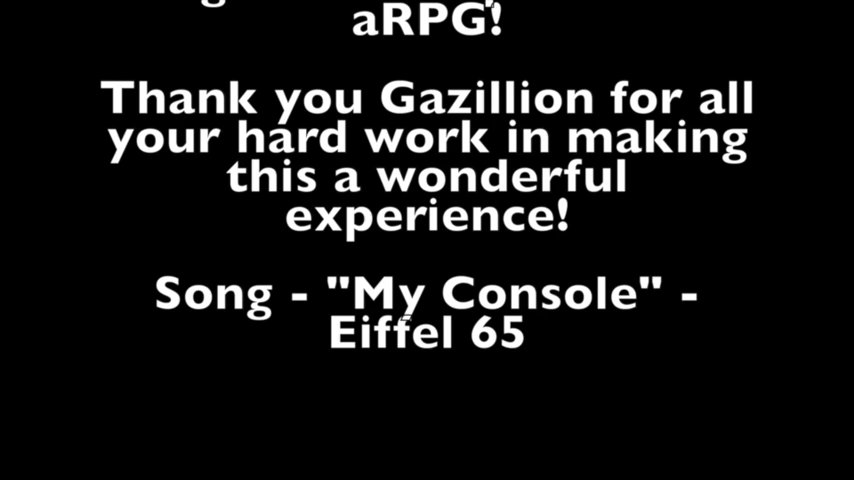 aRPG!
Thank you Gazillion for all
your hard work in making
this a wonderful
experience!
Song - "My Console" -
Eiffel 65